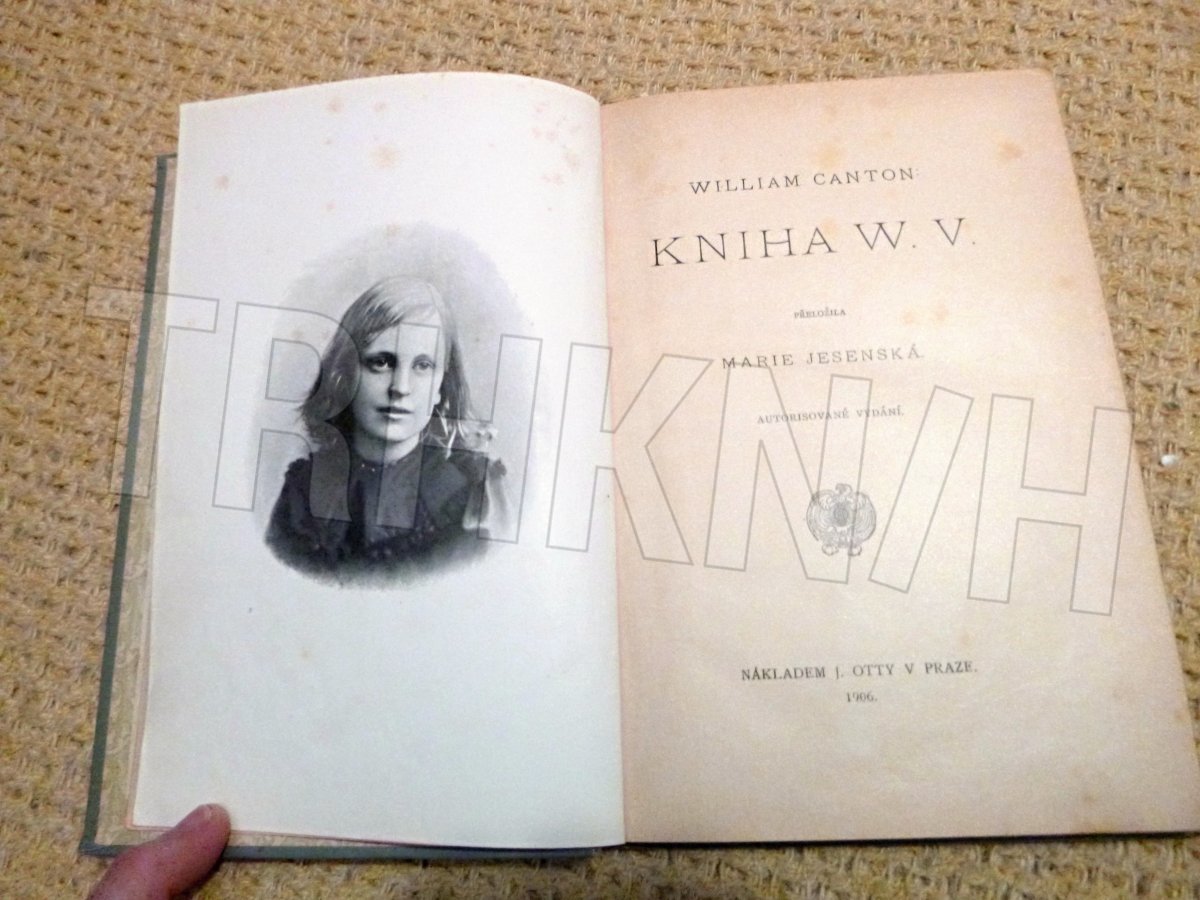 WILLIAM CANTON:
KNIHA W. V.
PŘELOŽILA
MARIE JESENSKÁ.
AUTORISOVANÉ VYDÁNÍ.
NÁKLADEM J. OTTY V PRAZE.
1906.
TRHKNIH